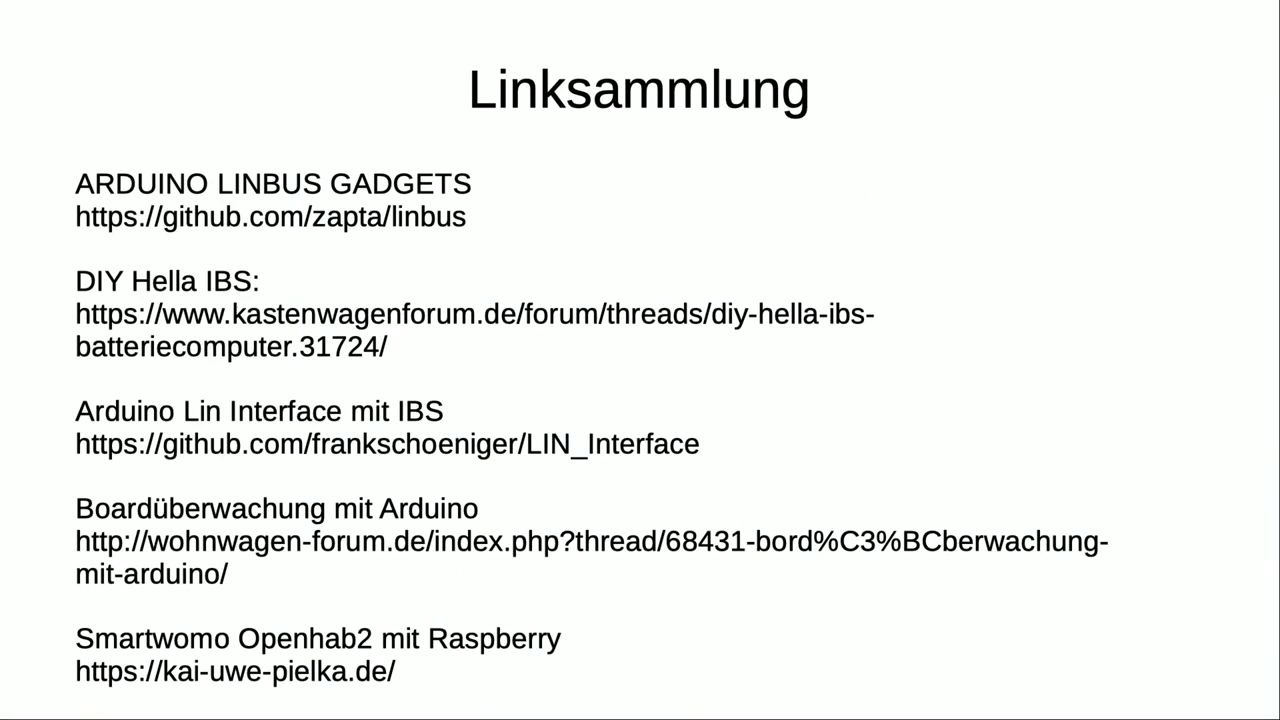 Linksammlung
ARDUINO LINBUS GADGETS
https://github.com/zapta/linbus
DIY Hella IBS:
https://www.kastenwagenforum.de/forum/threads/diy-hella-ibs-
batteriecomputer.31724/
Arduino Lin Interface mit IBS
https://github.com/frankschoeniger/LIN_Interface
Boardüberwachung mit Arduino
http://wohnwagen-forum.de/index.php?thread/68431-bord%C3%BCberwachung-
mit-arduino/
Smartwomo Openhab2 mit Raspberry
https://kai-uwe-pielka.de/